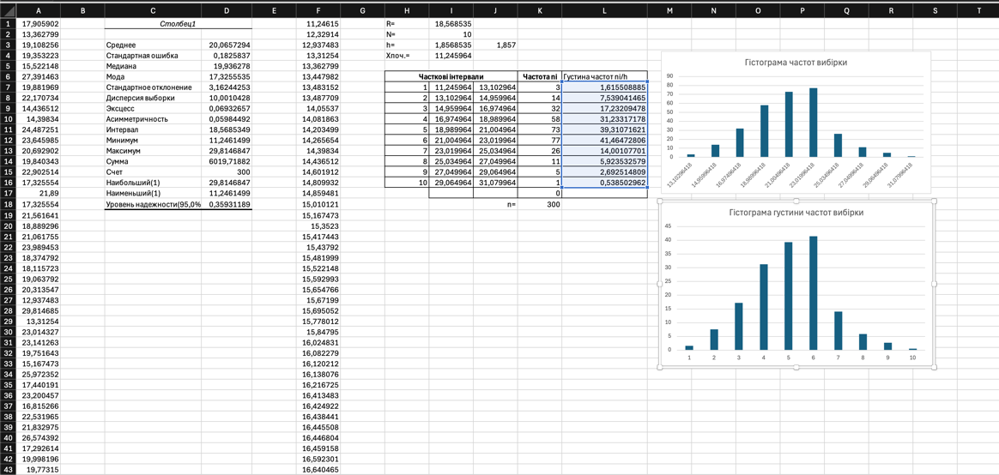 A B C D E F G H I J K L M N O P Q R S T
1 17,905902 Столбец1 11,24615 R= 18,568535
2 13,362799 12,32914 N= 10
3 19,108256 Среднее 20,0657294 12,937483 h= 1,8568535 1,857
4 19,353223 Стандартная ошибка 0,1825837 13,31254 Xпоч.= 11,245964
5 15,522148 Медиана 19,936278 13,362799
6 27,391463 Мода 17,3255535 13,447982 Часткові інтервали Частота ni Густина частот ni/h
7 19,881969 Стандартное отклонение 3,16244253 13,483152 1 11,245964 13,102964 3 1,615508885
8 22,170734 Дисперсия выборки 10,0010428 13,487709 2 13,102964 14,959964 14 7,539041465
9 14,436512 Эксцесс 0,06932657 14,05537 3 14,959964 16,974964 32 17,23209478
10 14,39834 Асимметричность 0,05984492 14,081863 4 16,974964 18,989964 58 31,23317178
11 24,487251 Интервал 18,5685349 14,203499 5 18,989964 21,004964 73 39,31071621
12 23,645985 Минимум 11,2461499 14,265654 6 21,004964 23,019964 77 41,46472806
13 20,692902 Максимум 29,8146847 14,39834 7 23,019964 25,034964 26 14,00107701
14 19,840343 Сумма 6019,71882 14,436512 8 25,034964 27,049964 11 5,923532579
15 22,902514 Счет 300 14,601912 9 27,049964 29,064964 5 2,692514809
16 17,325554 Наибольший(1) 29,8146847 14,809932 10 29,064964 31,079964 1 0,538502962
17 21,89 Наименьший(1) 11,2461499 14,859481 0
18 17,325554 Уровень надежности(95,0% 0,35931189 15,010121 n= 300
19 21,561641 15,167473
20 18,889296 15,3523
21 21,061755 15,417443
22 23,989453 15,43792
23 18,374792 15,481999
24 18,115723 15,522148
25 19,063792 15,592993
26 20,313547 15,654766
27 12,937483 15,67199
28 29,814685 15,695052
29 13,31254 15,778012
30 23,014327 15,84795
31 23,141263 16,024831
32 19,751643 16,082279
33 15,167473 16,120212
34 25,972352 16,138076
35 17,440191 16,216725
36 23,200457 16,413483
37 16,815266 16,424922
38 22,531965 16,438441
39 21,832975 16,445508
40 26,574392 16,446804
41 17,292614 16,459158
42 19,998196 16,592301
43 19,77315 16,640465
Гістограма частот вибірки
90
80
70
60
50
40
30
20
10
0
13,10296418 14,95996418 16,97496418 18,98996418 21,00496418 23,01996418 25,03496418 27,04996418 29,06496418 31,07996418
Гістограма густини частот вибірки
45
40
35
30
25
20
15
10
5
0
1 2 3 4 5 6 7 8 9 10